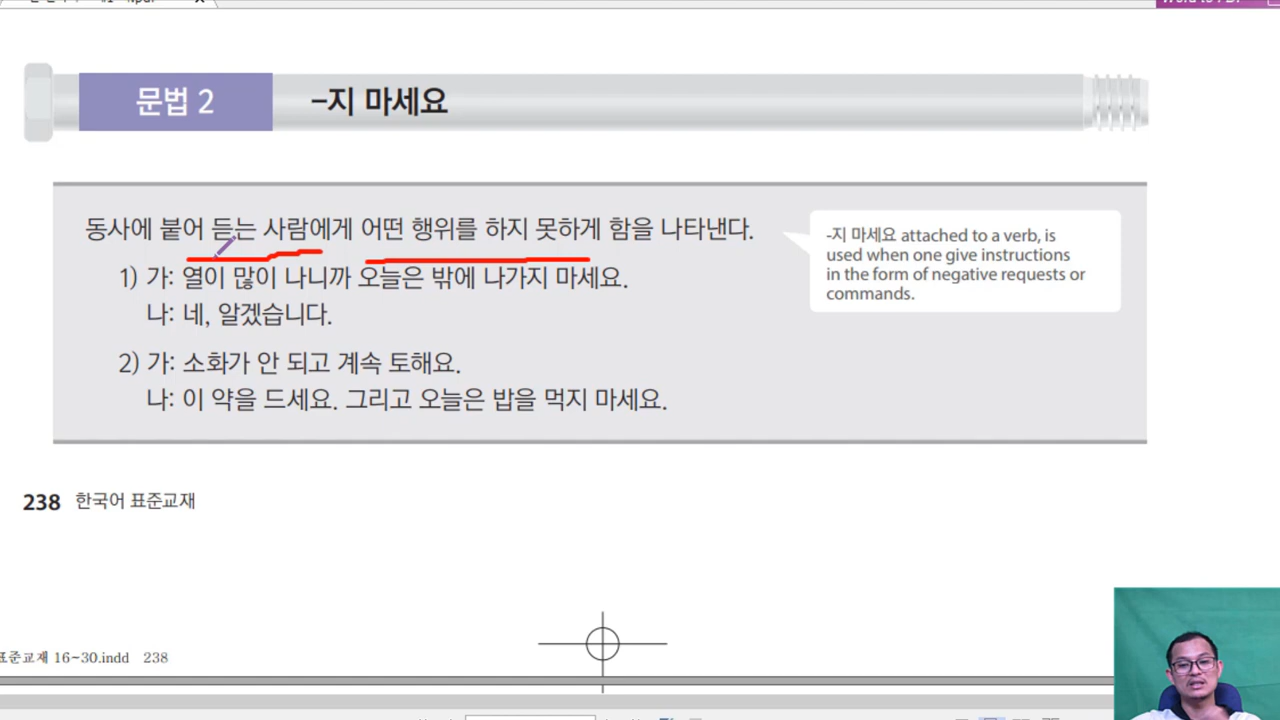 문법 2
–지 마세요
동사에 붙어 듣는 사람에게 어떤 행위를 하지 못하게 함을 나타낸다.
1) 가: 열이 많이 나니까 오늘은 밖에 나가지 마세요.
나: 네, 알겠습니다.
2) 가: 소화가 안 되고 계속 토해요.
나: 이 약을 드세요. 그리고 오늘은 밥을 먹지 마세요.
-지 마세요 attached to a verb, is
used when one give instructions
in the form of negative requests or
commands.
238 한국어 표준교재
표준교재 16~30.indd 238